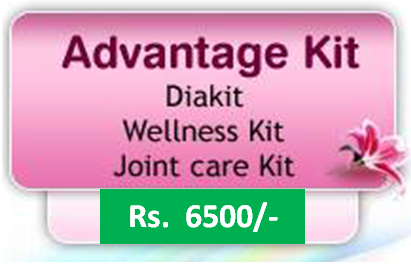 Advantage Kit
Diakit
Wellness Kit
Joint care Kit
Rs. 6500/-